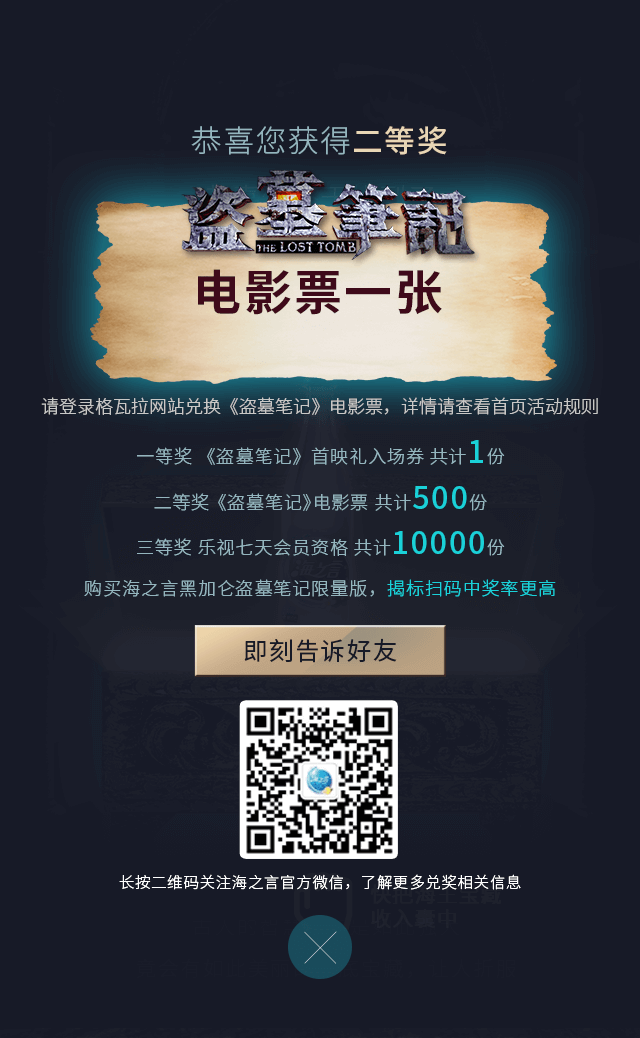 恭喜您获得二等奖
盗墓筆記
THE LOST TOMB
电影票一张
请登录格瓦拉网站兑换《盗墓笔记》电影票，详情请查看首页活动规则
一等奖 《盗墓笔记》首映礼入场券 共计1份
二等奖《盗墓笔记》电影票 共计500份
三等奖 乐视七天会员资格 共计10000份
购买海之言黑加仑盗墓笔记限量版，揭标扫码中奖率更高
即刻告诉好友
长按二维码关注海之言官方微信，了解更多兑奖相关信息
收入囊中